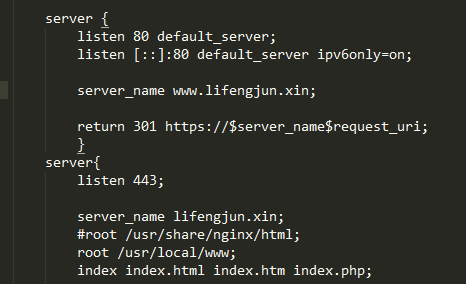 server {
listen 80 default_server;
listen [::]:80 default_server ipv6only=on;
server_name www.lifengjun.xin;
return 301 https://$server_name$request_uri;
}
server{
listen 443;
server_name lifengjun.xin;
#root /usr/share/nginx/html;
root /usr/local/www;
index index.html index.htm index.php;